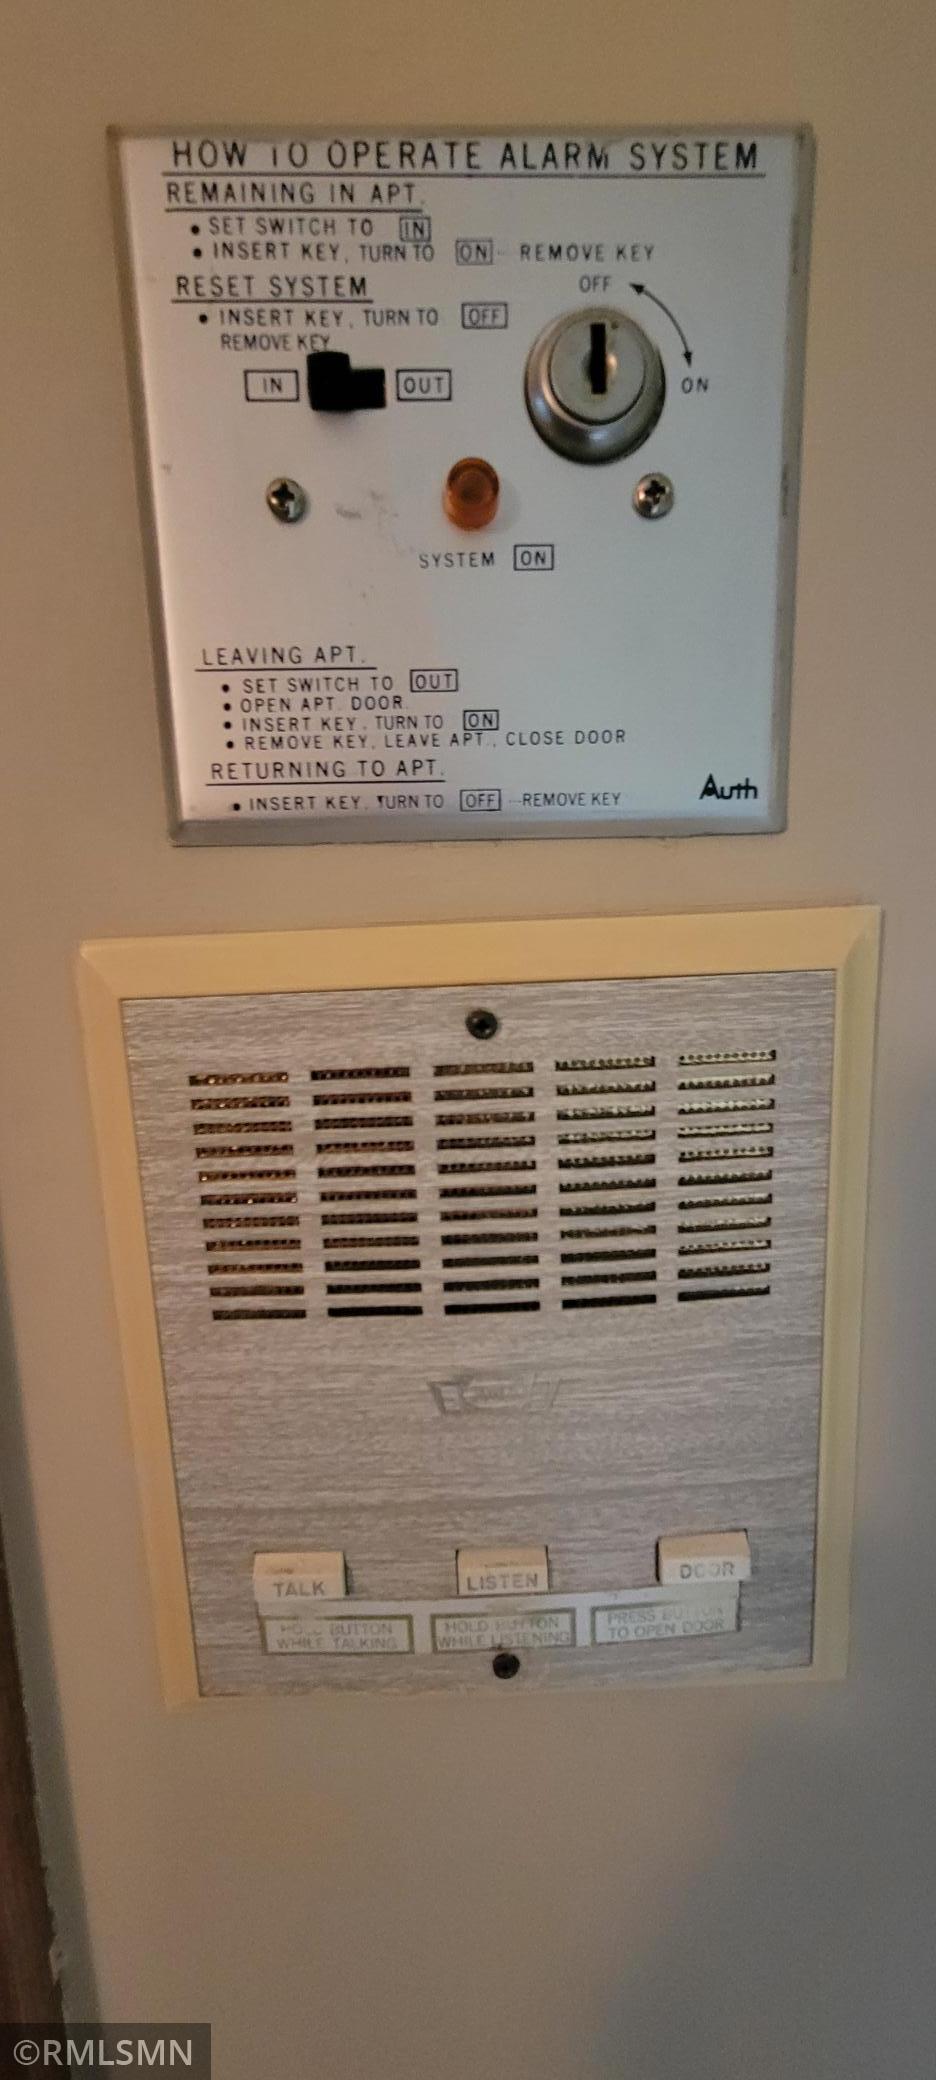 HOW TO OPERATE ALARM SYSTEM
REMAINING IN APT.
• SET SWITCH TO IN
• INSERT KEY, TURN TO ON - REMOVE KEY
RESET SYSTEM
• INSERT KEY, TURN TO OFF
REMOVE KEY
OFF
ON
IN OUT
SYSTEM ON
LEAVING APT.
• SET SWITCH TO OUT
• OPEN APT. DOOR.
• INSERT KEY, TURN TO ON
• REMOVE KEY, LEAVE APT., CLOSE DOOR
RETURNING TO APT.
• INSERT KEY, TURN TO OFF -- REMOVE KEY
Auth
TALK LISTEN DOOR
HOLD BUTTON
WHILE TALKING
HOLD BUTTON
WHILE LISTENING
PRESS BUTTON
TO OPEN DOOR
©RMLSMN